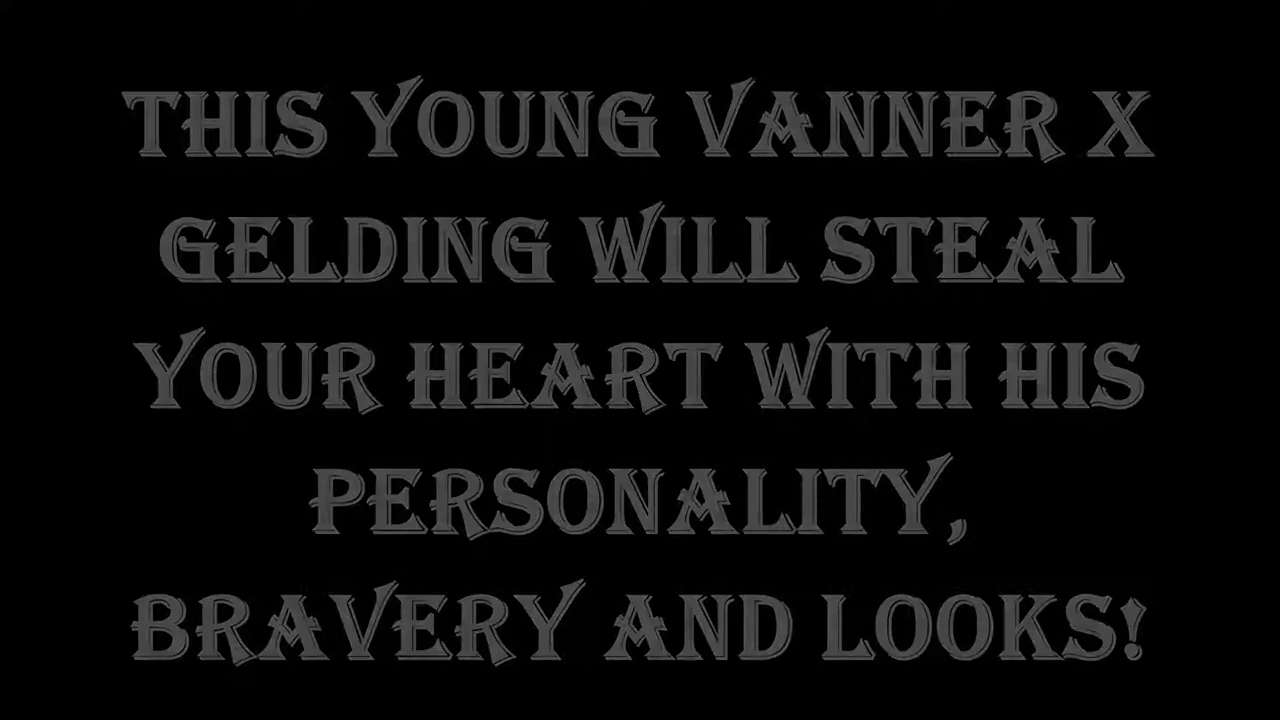 THIS YOUNG VANNER X
GELDING WILL STEAL
YOUR HEART WITH HIS
PERSONALITY,
BRAVERY AND LOOKS!